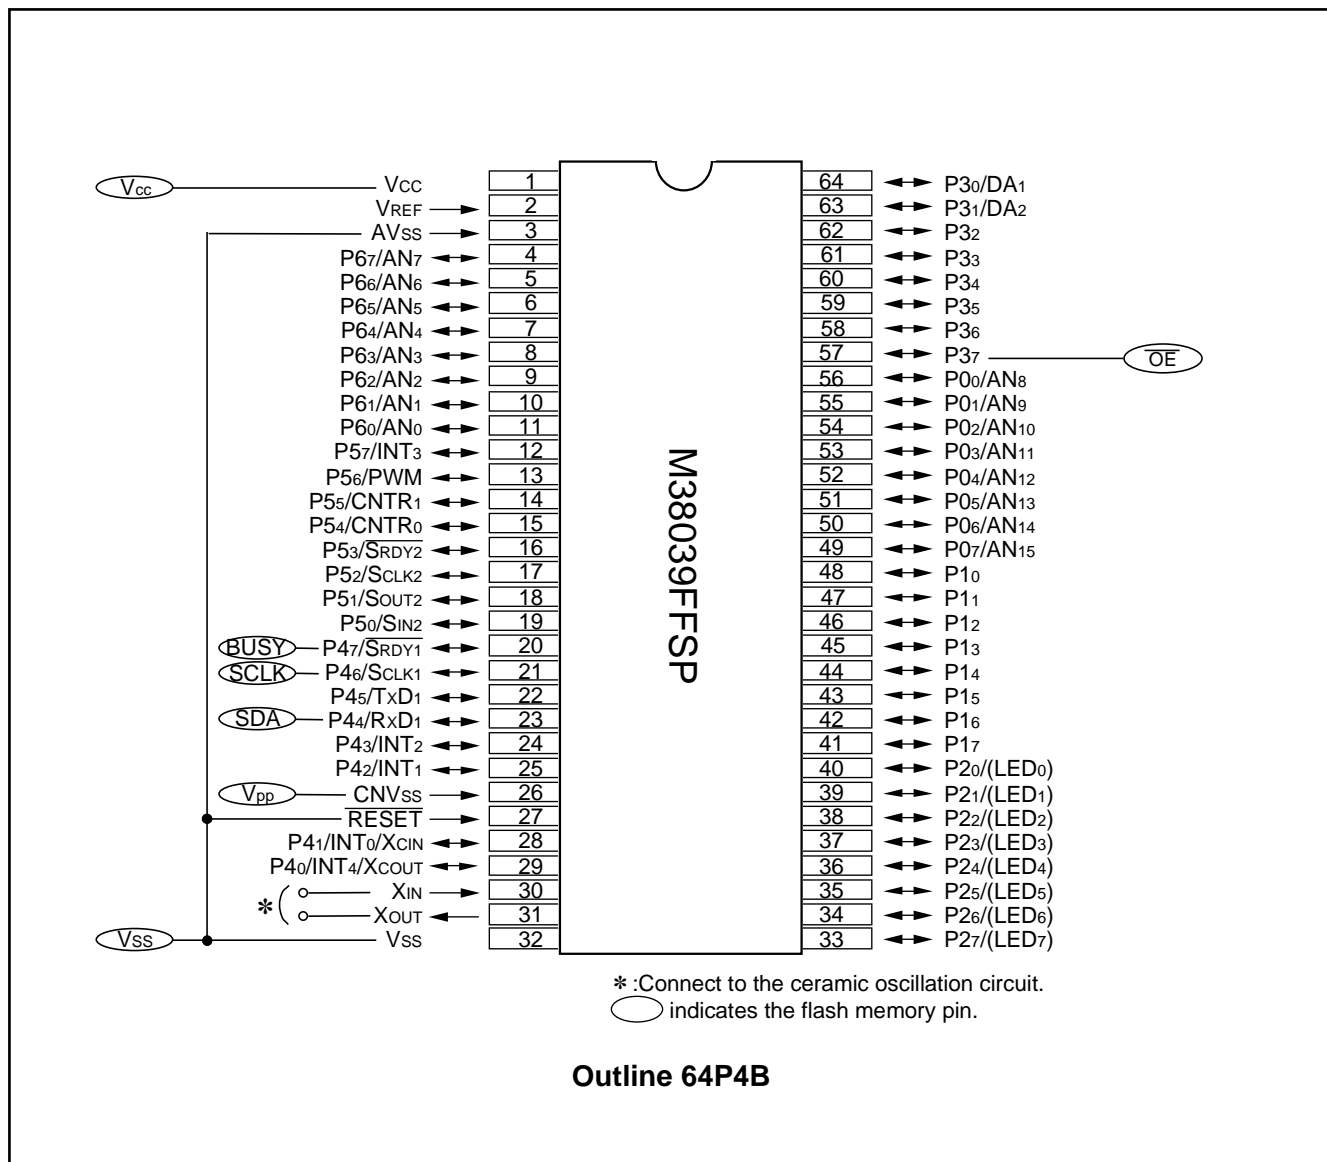 Vcc VCC 1 64 P30/DA1
VREF 2 63 P31/DA2
AVSS 3 62 P32
P67/AN7 4 61 P33
P66/AN6 5 60 P34
P65/AN5 6 59 P35
P64/AN4 7 58 P36
P63/AN3 8 57 P37 OE
P62/AN2 9 56 P00/AN8
P61/AN1 10 55 P01/AN9
P60/AN0 11 54 P02/AN10
P57/INT3 12 53 P03/AN11
P56/PWM 13 52 P04/AN12
P55/CNTR1 14 51 P05/AN13
P54/CNTR0 15 50 P06/AN14
P53/SRDY2 16 49 P07/AN15
P52/SCLK2 17 48 P10
P51/SOUT2 18 47 P11
P50/SIN2 19 46 P12
BUSY P47/SRDY1 20 45 P13
SCLK P46/SCLK1 21 44 P14
P45/TXD1 22 43 P15
SDA P44/RXD1 23 42 P16
P43/INT2 24 41 P17
P42/INT1 25 40 P20/(LED0)
Vpp CNVSS 26 39 P21/(LED1)
RESET 27 38 P22/(LED2)
P41/INT0/XCIN 28 37 P23/(LED3)
P40/INT4/XCOUT 29 36 P24/(LED4)
* XIN 30 35 P25/(LED5)
XOUT 31 34 P26/(LED6)
VSS VSS 32 33 P27/(LED7)
M38039FFSP
* :Connect to the ceramic oscillation circuit.
indicates the flash memory pin.
Outline 64P4B